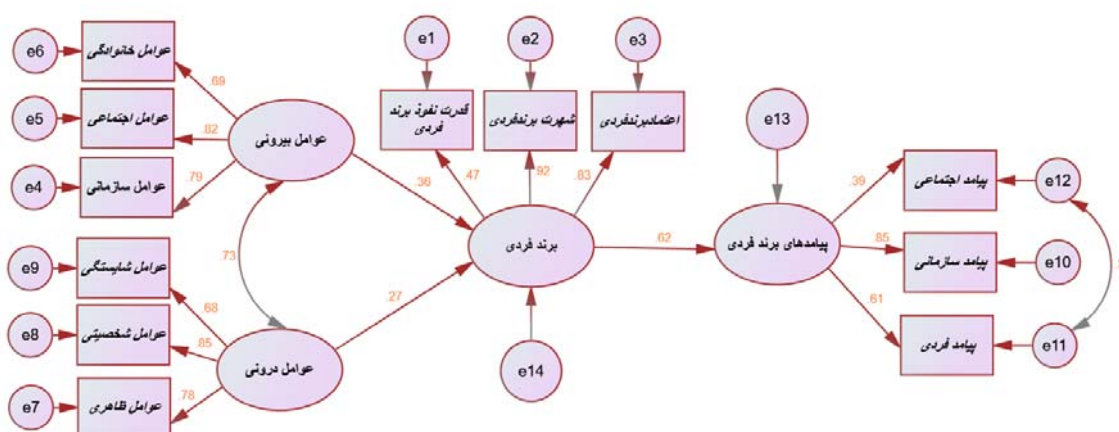 e6
عوامل خانوادگی
.69
e5
عوامل اجتماعی
.82
e4
عوامل سازمانی
.79
عوامل بیرونی
e1
e2
e3
قدرت نفوذ برند
فردی
شهرت برندفردی
اعتمادبرندفردی
.47
.92
.83
.36
.73
e9
عوامل شایستگی
.68
e8
عوامل شخصیتی
.85
e7
عوامل ظاهری
.78
عوامل درونی
.27
برند فردی
e14
.62
e13
پیامدهای برند فردی
.39
پیامد اجتماعی
e12
.85
پیامد سازمانی
e10
.61
پیامد فردی
e11